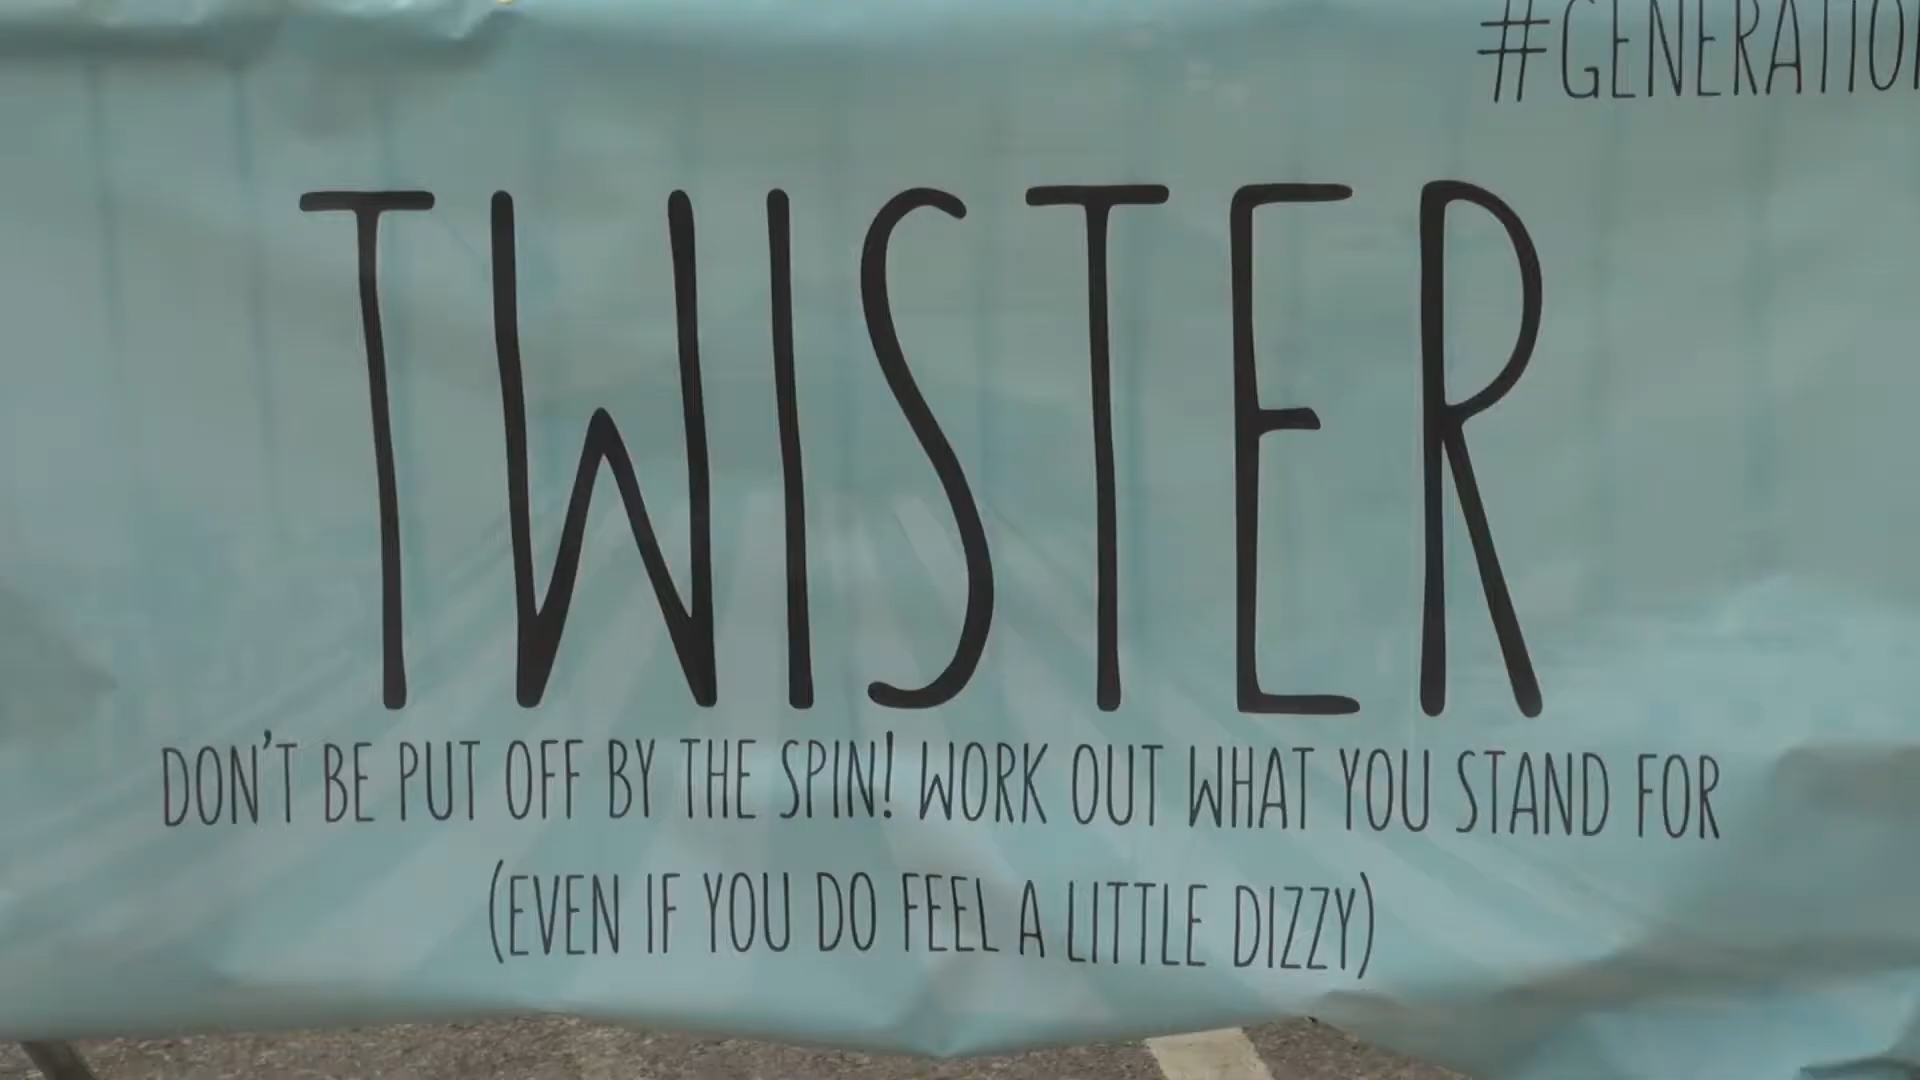 TWISTER
DON'T BE PUT OFF BY THE SPIN! WORK OUT WHAT YOU STAND FOR
(EVEN IF YOU DO FEEL A LITTLE DIZZY)